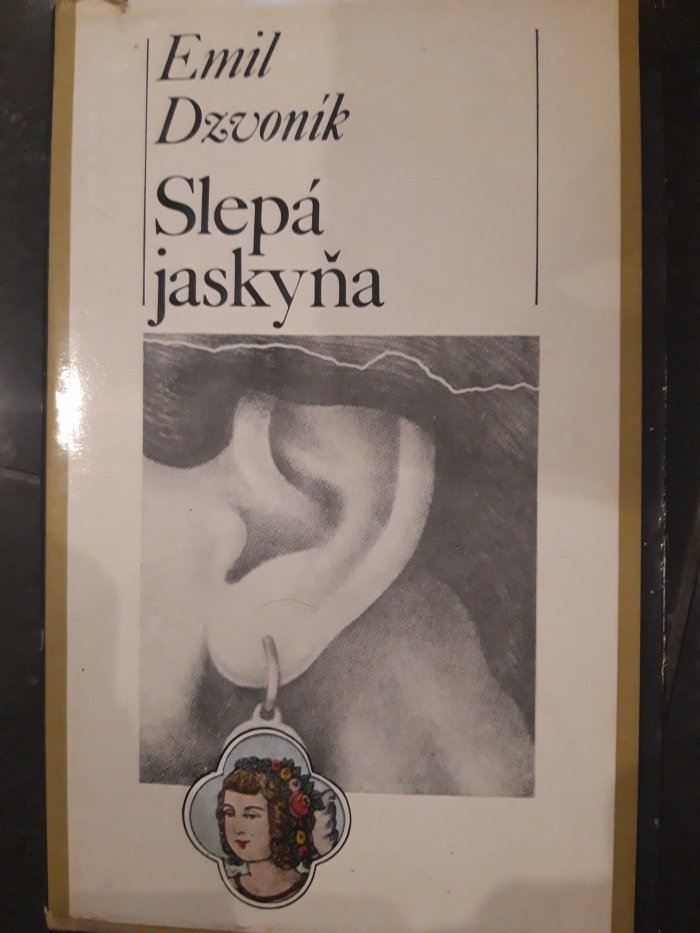 Emil
Dzvoník
Slepá
jaskyňa